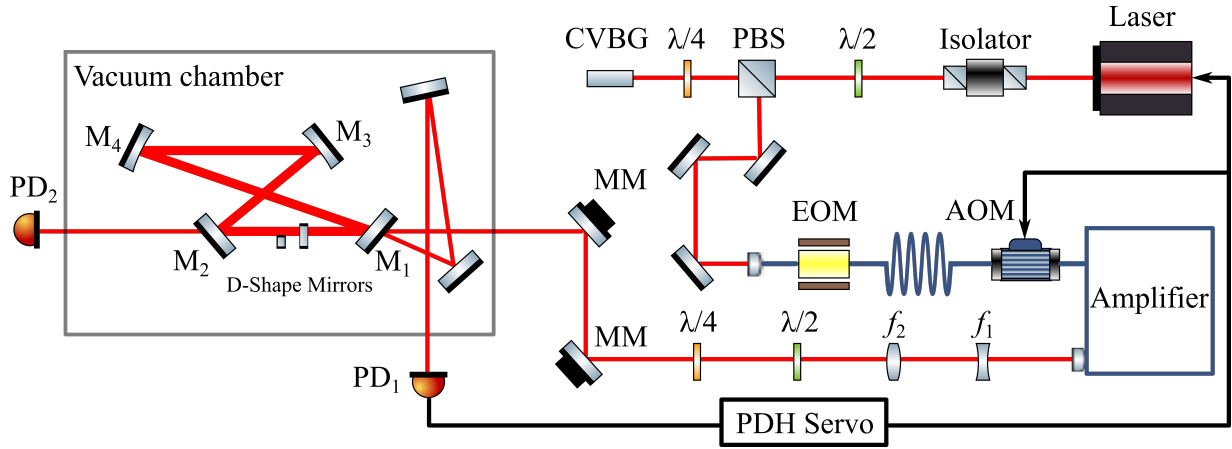 CVBG λ/4 PBS λ/2 Isolator Laser
Vacuum chamber
M4 M3
PD2
M2 M1
D-Shape Mirrors
MM
EOM AOM
Amplifier
MM λ/4 λ/2 f2 f1
PD1
PDH Servo